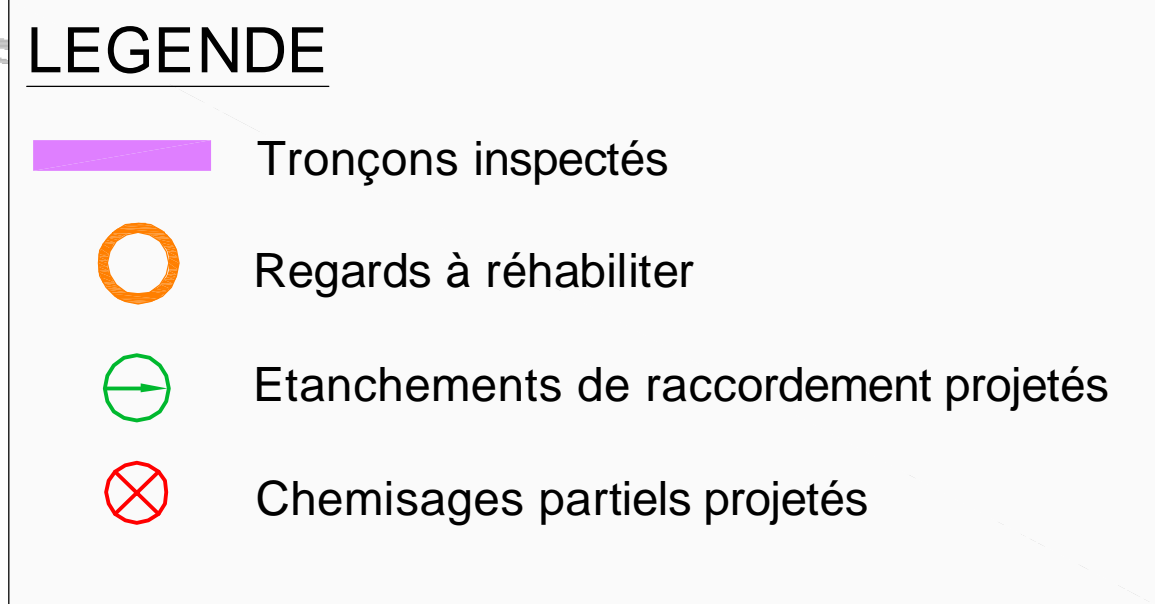 LEGENDE
Tronçons inspectés
Regards à réhabiliter
Etanchements de raccordement projetés
Chemisages partiels projetés